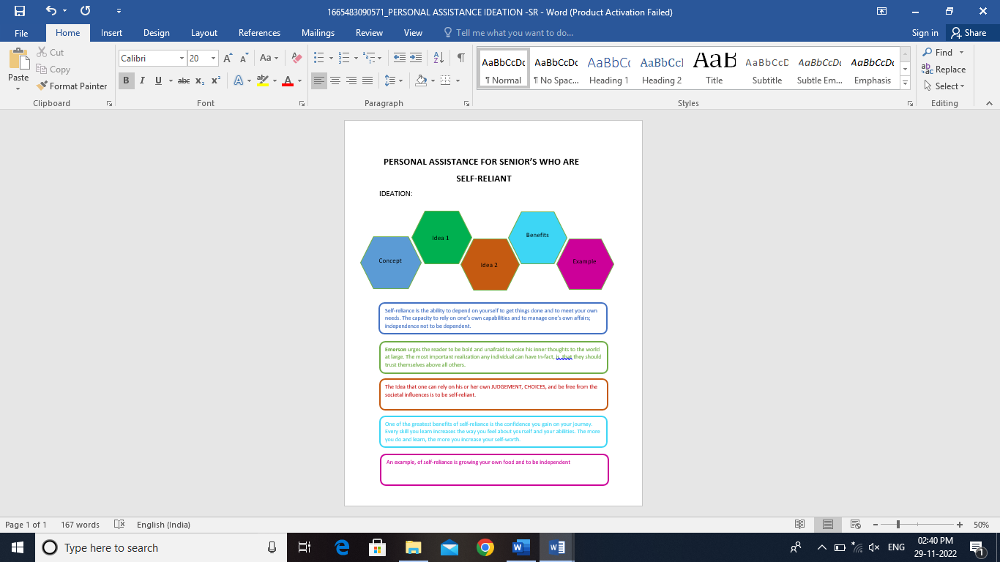 1665483090571_PERSONAL ASSISTANCE IDEATION -SR - Word (Product Activation Failed)
File Home Insert Design Layout References Mailings Review View Tell me what you want to do... Sign in Share
Paste
Cut
Copy
Format Painter
Clipboard
Calibri 20 A A Aa
B I U abc x₂ x² A ab A
Font
Paragraph
AaBbCcDc AaBbCcDc AaBbCc AaBbCcI AaB AaBbCcD AaBbCcDc AaBbCcDc
¶ Normal ¶ No Spac... Heading 1 Heading 2 Title Subtitle Subtle Em... Emphasis
Styles
Find
Replace
Select
Editing
PERSONAL ASSISTANCE FOR SENIOR’S WHO ARE
SELF-RELIANT
IDEATION:
Concept
Idea 1
Idea 2
Benefits
Example
Self-reliance is the ability to depend on yourself to get things done and to meet your own
needs. The capacity to rely on one’s own capabilities and to manage one’s own affairs;
independence not to be dependent.
Emerson urges the reader to be bold and unafraid to voice his inner thoughts to the world
at large. The most important realization any individual can have in-fact, is, that they should
trust themselves above all others.
The idea that one can rely on his or her own JUDGEMENT, CHOICES, and be free from the
societal influences is to be self-reliant.
One of the greatest benefits of self-reliance is the confidence you gain on your journey.
Every skill you learn increases the way you feel about yourself and your abilities. The more
you do and learn, the more you increase your self-worth.
An example, of self-reliance is growing your own food and to be independent
Page 1 of 1 167 words English (India) 50%
Type here to search
ENG
02:40 PM
29-11-2022
1